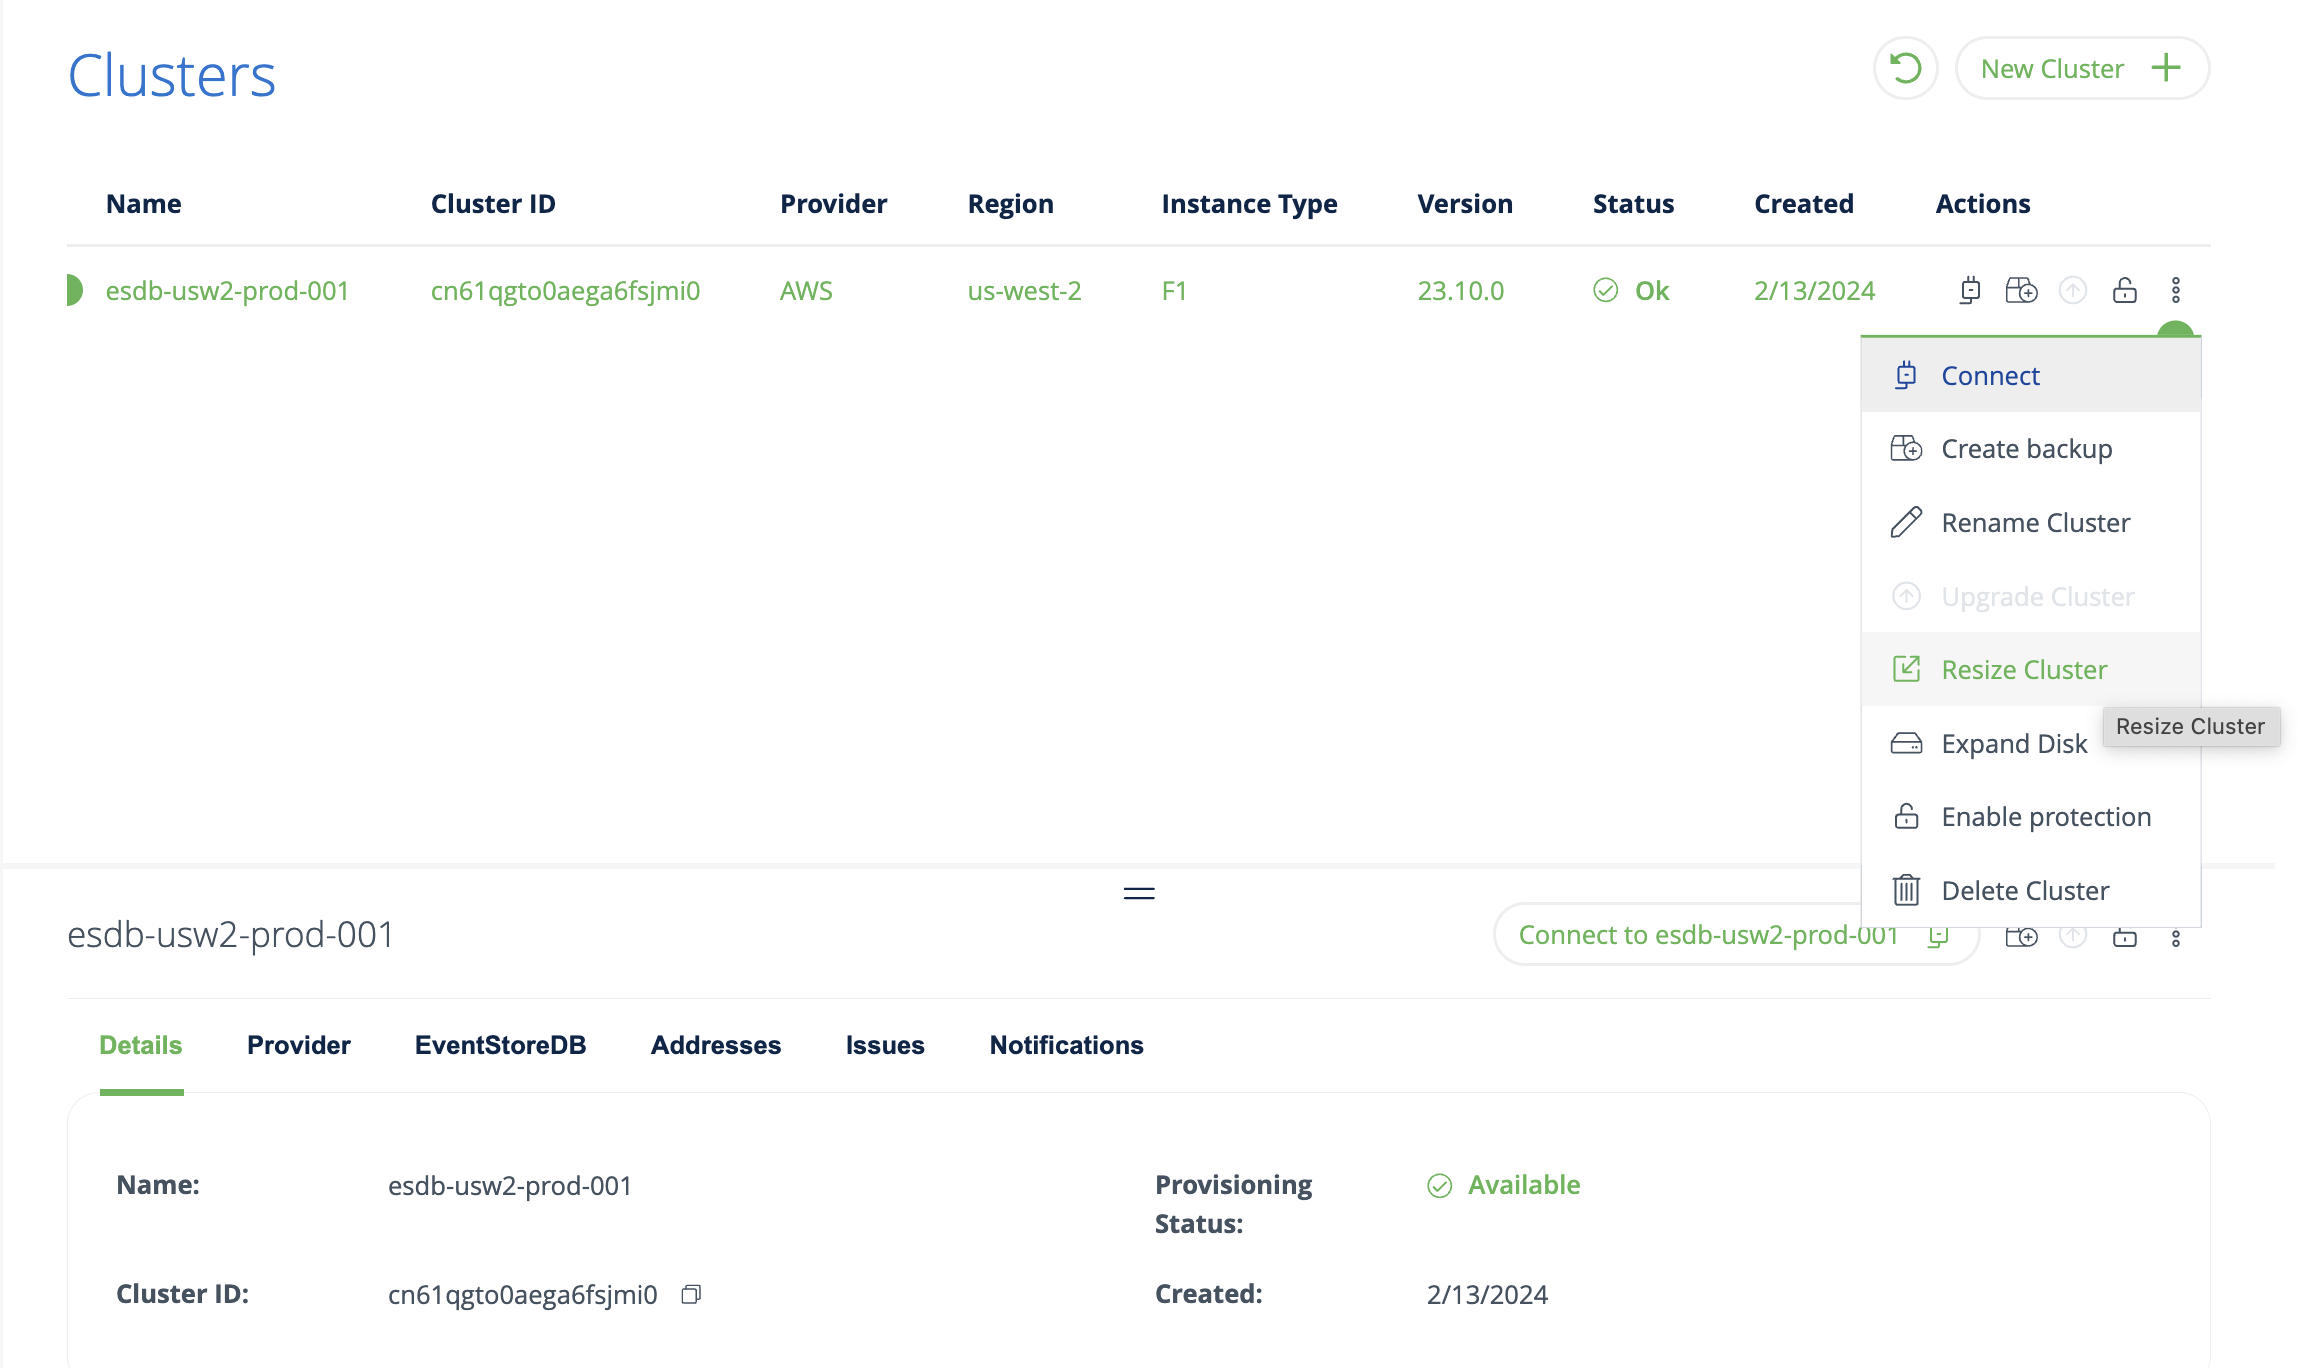 Clusters
New Cluster
Name Cluster ID Provider Region Instance Type Version Status Created Actions
esdb-usw2-prod-001 cn61qgto0aega6fsjmi0 AWS us-west-2 F1 23.10.0 Ok 2/13/2024
Connect
Create backup
Rename Cluster
Upgrade Cluster
Resize Cluster
Resize Cluster
Expand Disk
Enable protection
Delete Cluster
esdb-usw2-prod-001 Connect to esdb-usw2-prod-001
Details Provider EventStoreDB Addresses Issues Notifications
Name: esdb-usw2-prod-001
Provisioning
Status:
Available
Cluster ID: cn61qgto0aega6fsjmi0
Created: 2/13/2024